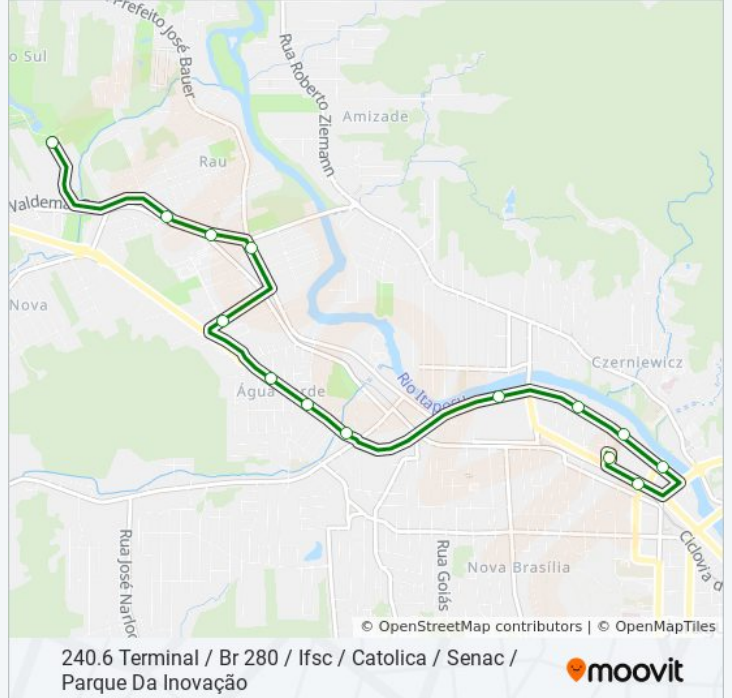 Prefeito José Bauer
o Sul
Rua Roberto Ziemann
Amizade
Rau
Valdema
Nova
Czerniewicz
Água erde
Rio Itapocu
Rua José Narloc
Rua Goiás
Nova Brasília
Ciclovia d
© OpenStreetMap contributors | © OpenMapTiles
240.6 Terminal / Br 280 / Ifsc / Catolica / Senac /
Parque Da Inovação
moovit